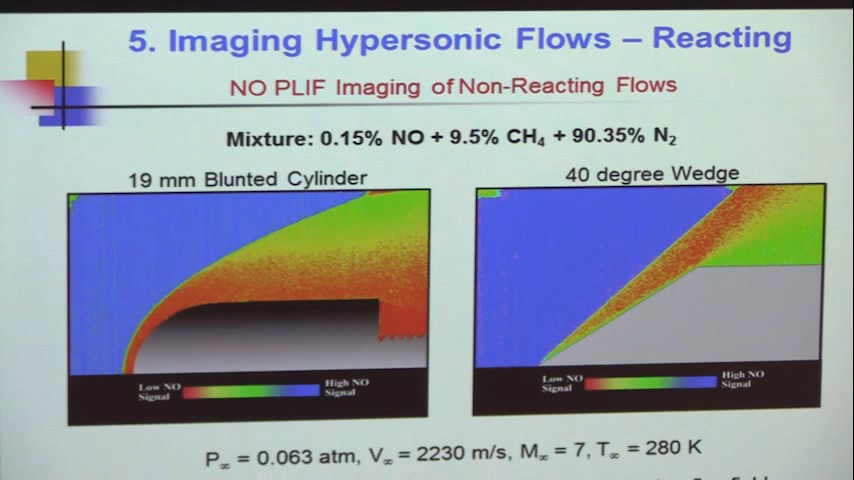 5. Imaging Hypersonic Flows – Reacting
NO PLIF Imaging of Non-Reacting Flows
Mixture: 0.15% NO + 9.5% CH₄ + 90.35% N₂
19 mm Blunted Cylinder
40 degree Wedge
Low NO Signal
High NO Signal
Low NO Signal
High NO Signal
P∞ = 0.063 atm, V∞ = 2230 m/s, M∞ = 7, T∞ = 280 K